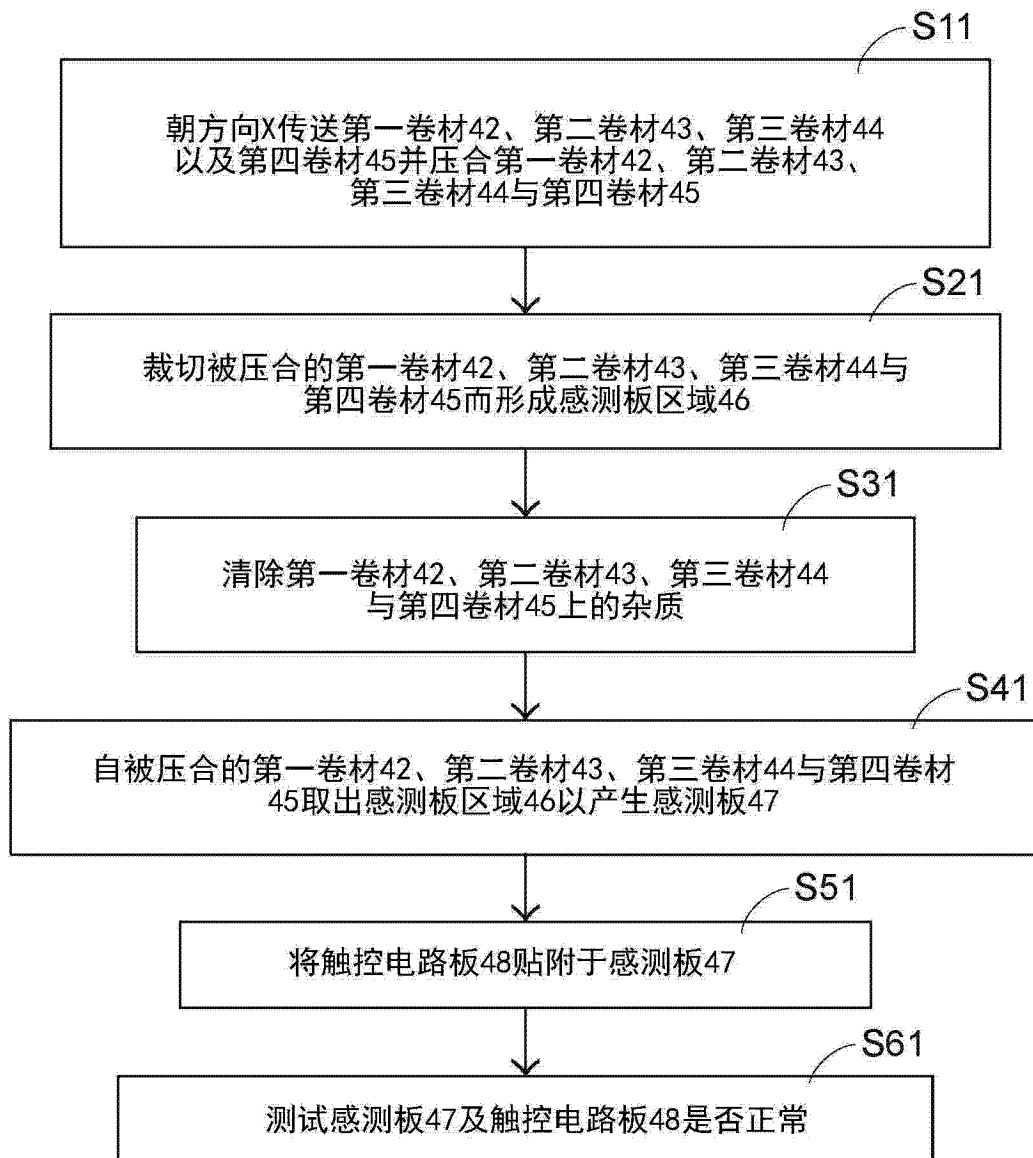 S11
朝方向X传送第一卷材42、第二卷材43、第三卷材44
以及第四卷材45并压合第一卷材42、第二卷材43、
第三卷材44与第四卷材45
S21
裁切被压合的第一卷材42、第二卷材43、第三卷材44与
第四卷材45而形成感测板区域46
S31
清除第一卷材42、第二卷材43、第三卷材44
与第四卷材45上的杂质
S41
自被压合的第一卷材42、第二卷材43、第三卷材44与第四卷材
45取出感测板区域46以产生感测板47
S51
将触控电路板48贴附于感测板47
S61
测试感测板47及触控电路板48是否正常